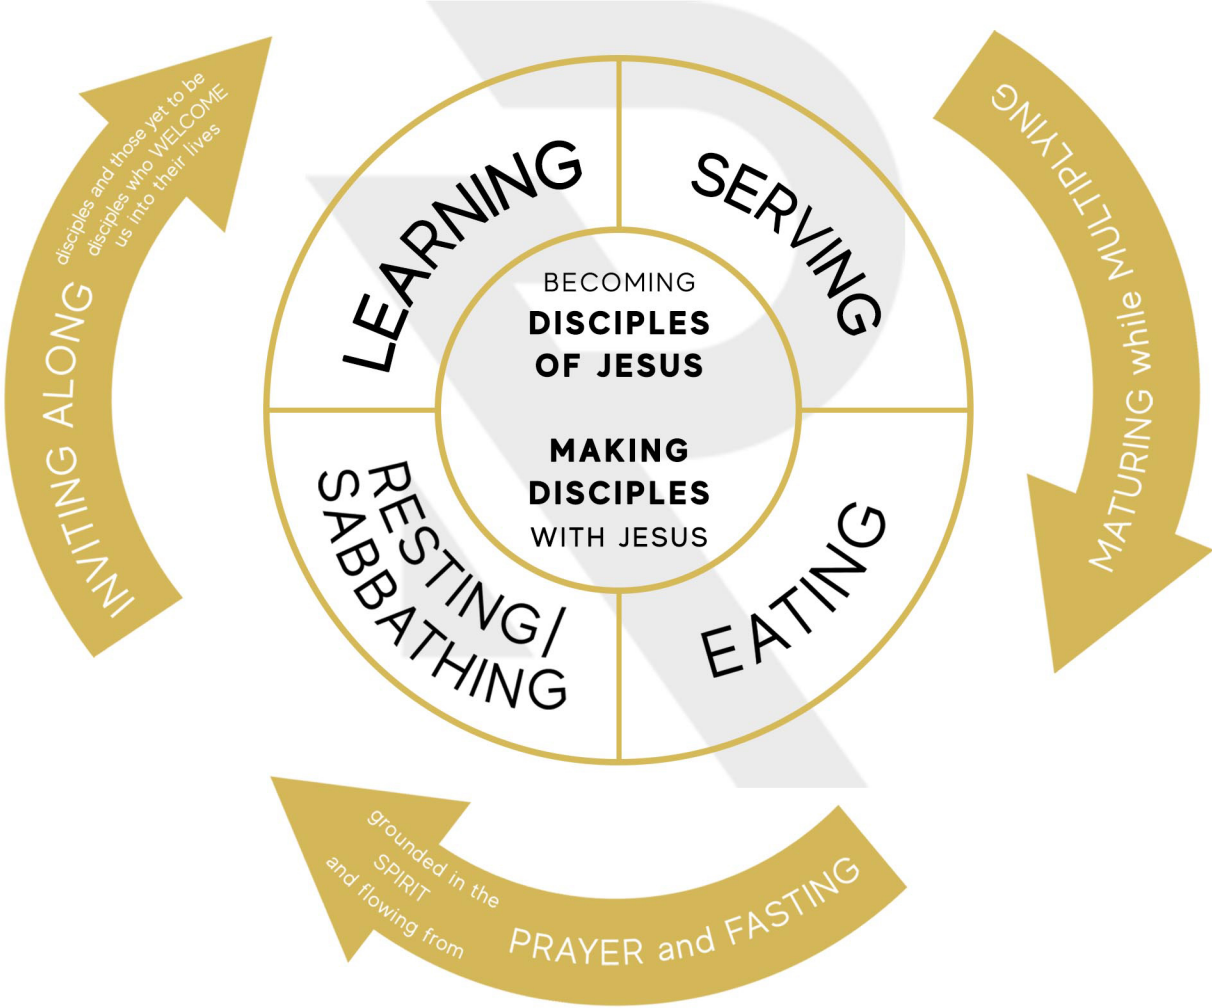 INVITING ALONG
disciples and those yet to be
disciples who WELCOME
us into their lives
LEARNING
SERVING
BECOMING
DISCIPLES
OF JESUS
MAKING
DISCIPLES
WITH JESUS
RESTING/
SABBATHING
EATING
MATURING while MULTIPLYING
grounded in the
SPIRIT
and flowing from
PRAYER and FASTING